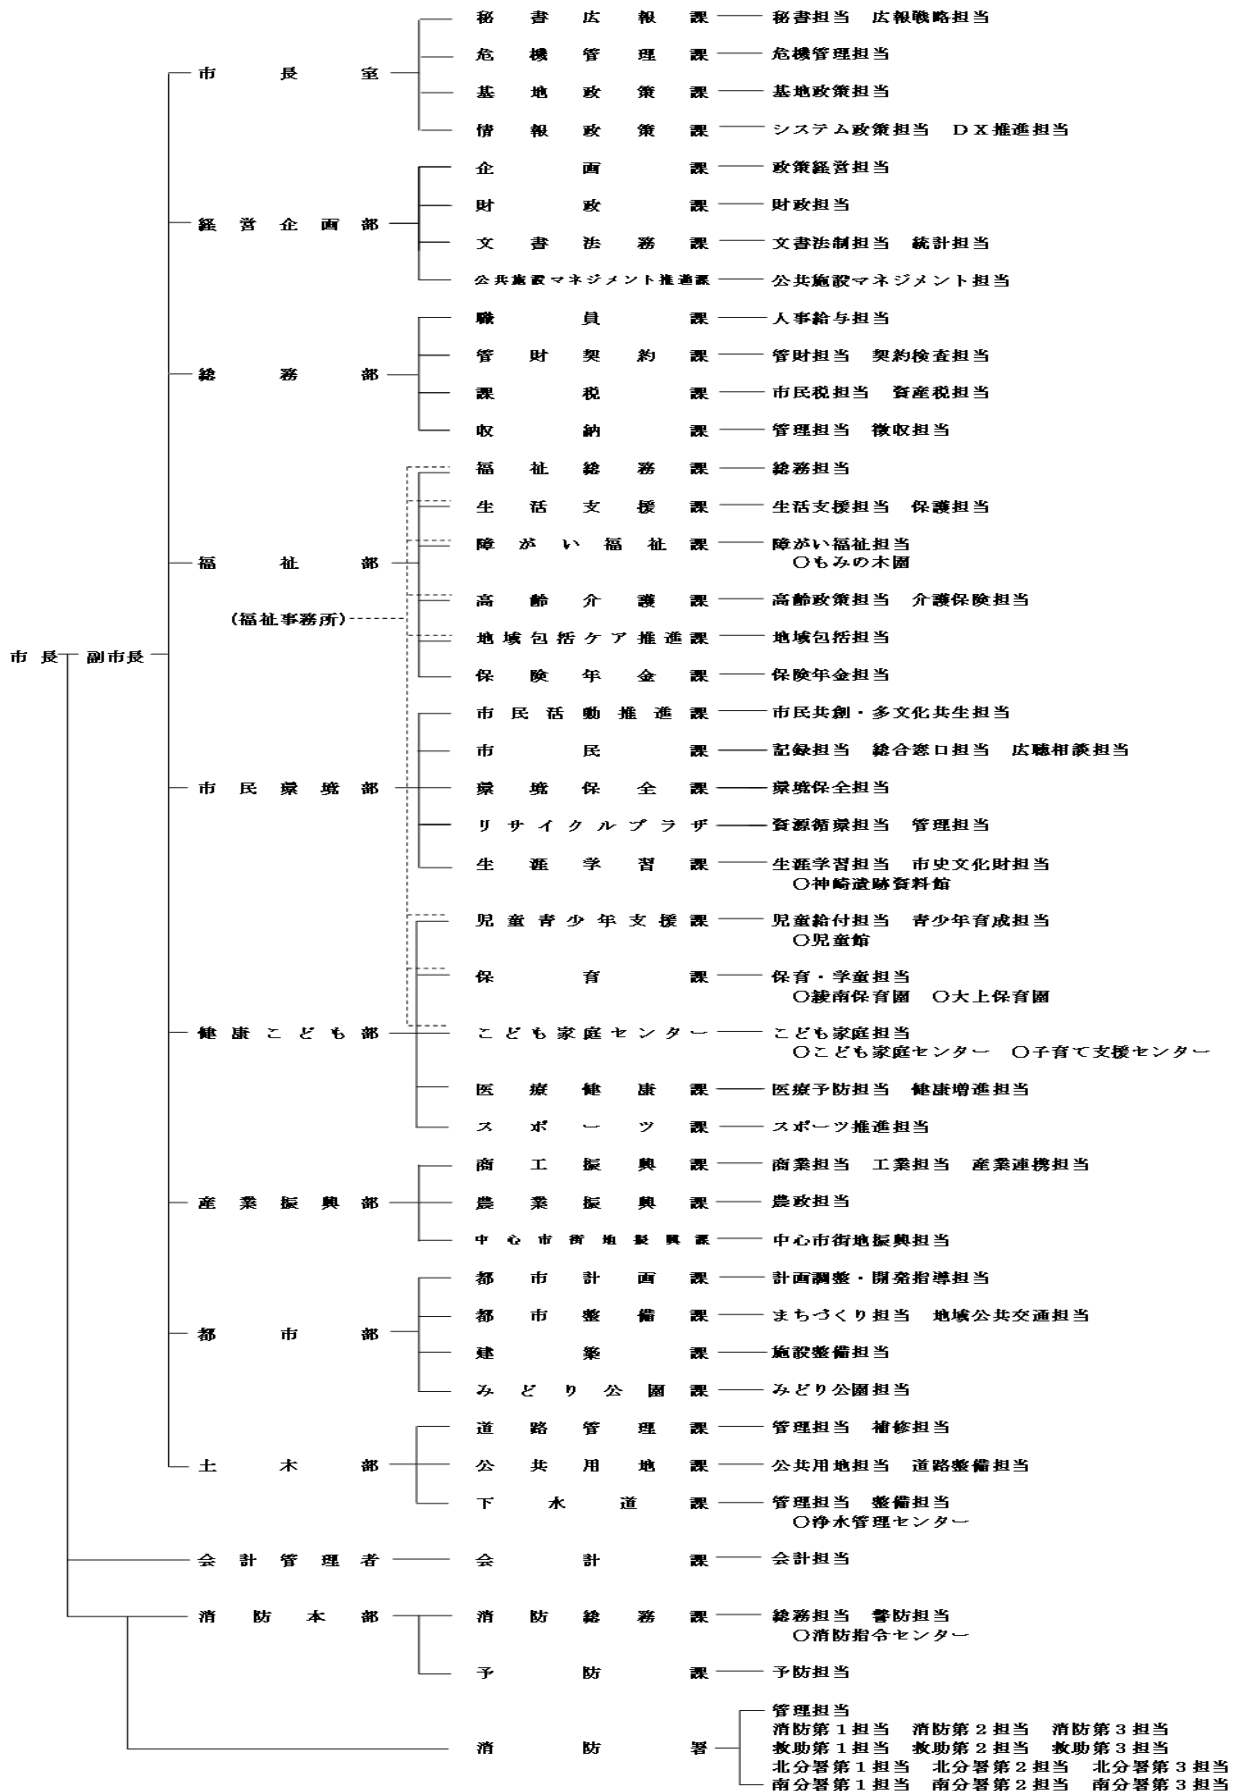 秘書広報課 秘書担当 広報戦略担当
危機管理課 危機管理担当
市長室
基地政策課 基地政策担当
情報政策課 システム政策担当 DX推進担当
企画課 政策経営担当
財政課 財政担当
経営企画部
文書法務課 文書法制担当 統計担当
公共施設マネジメント推進課 公共施設マネジメント担当
職員課 人事給与担当
管財契約課 管財担当 契約検査担当
総務部
課税課 市民税担当 資産税担当
収納課 管理担当 徴収担当
福祉総務課 総務担当
生活支援課 生活支援担当 保護担当
障がい福祉課 障がい福祉担当
福祉部 〇もみの木園
高齢介護課 高齢政策担当 介護保険担当
(福祉事務所)
地域包括ケア推進課 地域包括担当
市長 副市長
保険年金課 保険年金担当
市民活動推進課 市民共創・多文化共生担当
市民課 記録担当 総合窓口担当 広聴相談担当
市民環境部 環境保全課 環境保全担当
リサイクルプラザ 資源循環担当 管理担当
生涯学習課 生涯学習担当 市史文化財担当
〇神崎遺跡資料館
児童青少年支援課 児童給付担当 青少年育成担当
〇児童館
保育課 保育・学童担当
〇綾南保育園 〇大上保育園
健康こども部 こども家庭センター こども家庭担当
〇こども家庭センター 〇子育て支援センター
医療健康課 医療予防担当 健康増進担当
スポーツ課 スポーツ推進担当
商工振興課 商業担当 工業担当 産業連携担当
産業振興部 農業振興課 農政担当
中心市街地振興課 中心市街地振興担当
都市計画課 計画調整・開発指導担当
都市整備課 まちづくり担当 地域公共交通担当
都市部
建築課 施設整備担当
みどり公園課 みどり公園担当
道路管理課 管理担当 補修担当
土木部 公共用地課 公共用地担当 道路整備担当
下水道課 管理担当 整備担当
〇浄水管理センター
会計管理者 会計課 会計担当
消防本部 消防総務課 総務担当 警防担当
〇消防指令センター
予防課 予防担当
管理担当
消防第1担当 消防第2担当 消防第3担当
消防署 救助第1担当 救助第2担当 救助第3担当
北分署第1担当 北分署第2担当 北分署第3担当
南分署第1担当 南分署第2担当 南分署第3担当